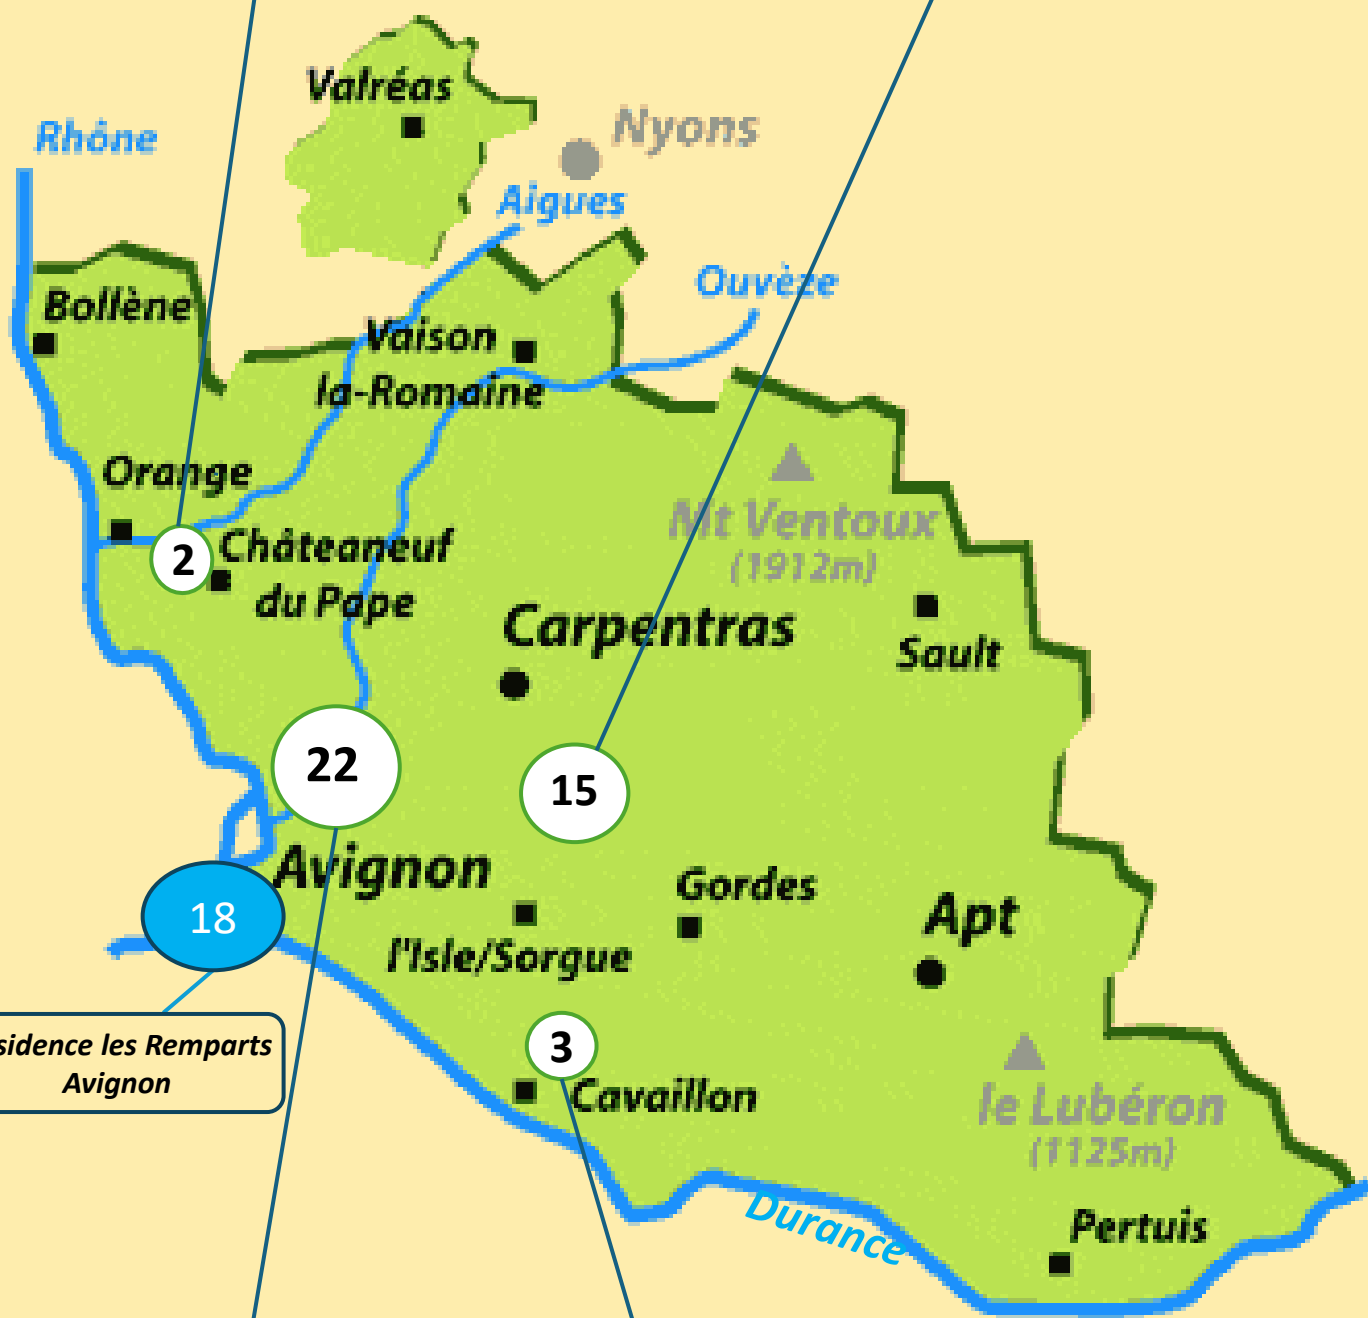 Valréas
Nyons
Rhône
Aigues
Ouvèze
Bollène
Vaison
la-Romaine
Orange
Mt Ventoux
(1912m)
2
Châteaneuf
du Pape
Carpentras
Sault
22
15
Avignon
Gordes
18
Apt
l'Isle/Sorgue
sidence les Remparts
Avignon
3
Cavaillon
le Lubéron
(1125m)
Durance
Pertuis